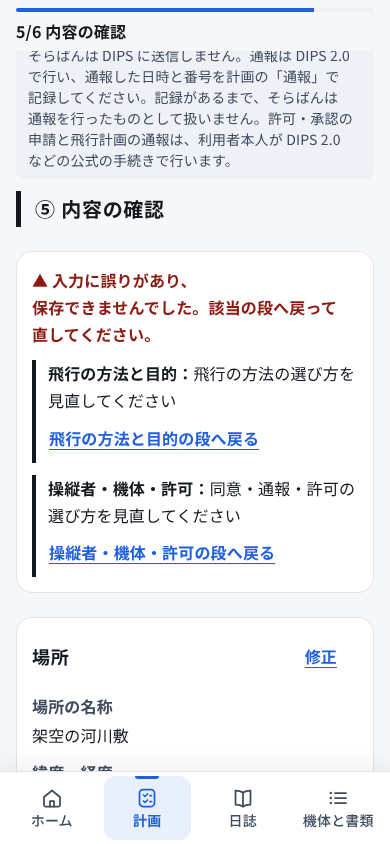 5/6 内容の確認
そらばんは DIPS に送信しません。通報は DIPS 2.0
で行い、通報した日時と番号を計画の「通報」で
記録してください。記録があるまで、そらばんは
通報を行ったものとして扱いません。許可・承認の
申請と飛行計画の通報は、利用者本人が DIPS 2.0
などの公式の手続きで行います。
⑤ 内容の確認
▲ 入力に誤りがあり、
保存できませんでした。該当の段へ戻って
直してください。
飛行の方法と目的：飛行の方法の選び方を
見直してください
飛行の方法と目的の段へ戻る
操縦者・機体・許可：同意・通報・許可の
選び方を見直してください
操縦者・機体・許可の段へ戻る
場所 修正
場所の名称
架空の河川敷
緯度・経度
ホーム 計画 日誌 機体と書類